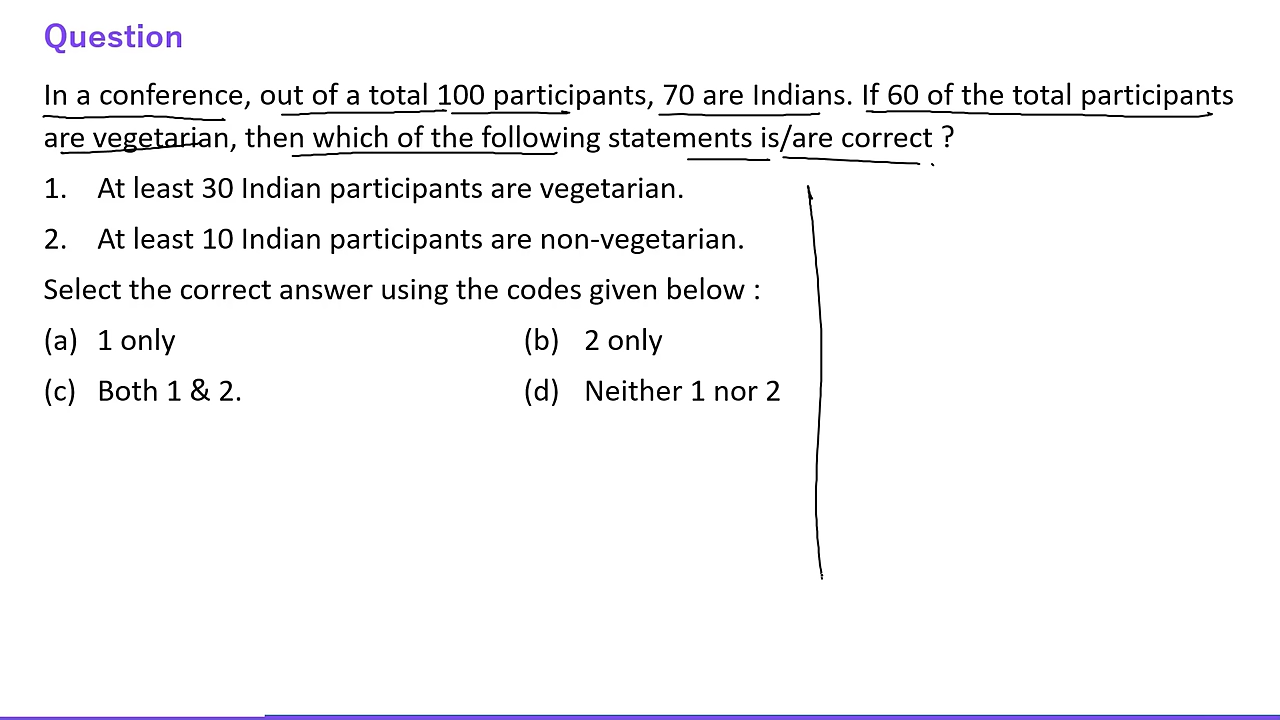 Question
In a conference, out of a total 100 participants, 70 are Indians. If 60 of the total participants
are vegetarian, then which of the following statements is/are correct ?
1. At least 30 Indian participants are vegetarian.
2. At least 10 Indian participants are non-vegetarian.
Select the correct answer using the codes given below :
(a) 1 only (b) 2 only
(c) Both 1 & 2. (d) Neither 1 nor 2